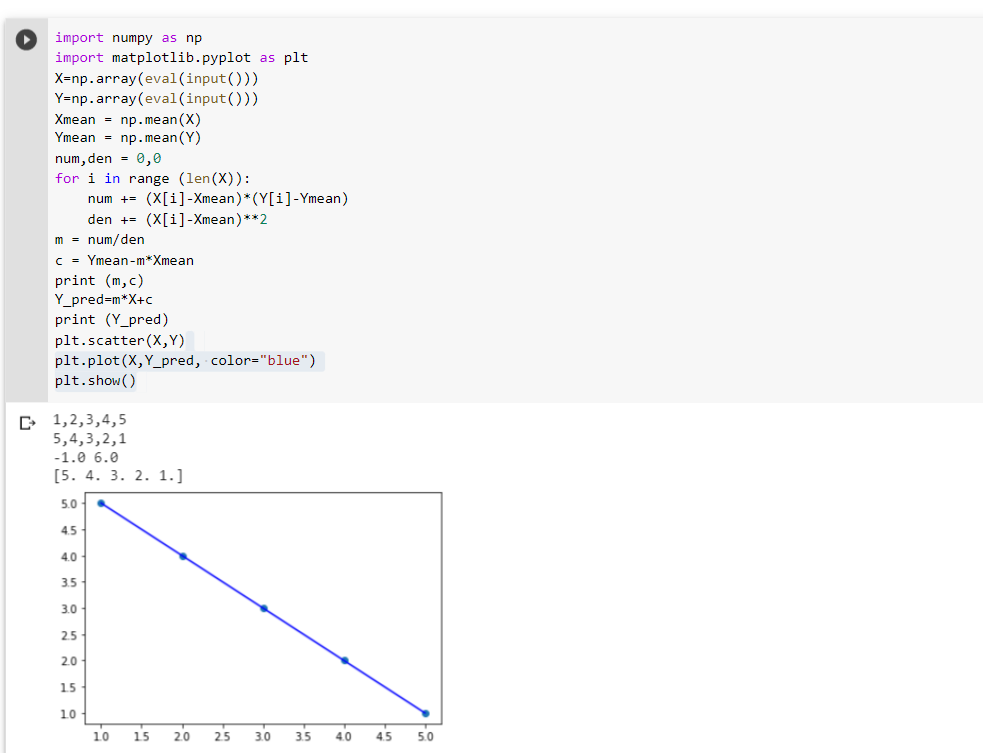 import numpy as np
import matplotlib.pyplot as plt
X=np.array(eval(input()))
Y=np.array(eval(input()))
Xmean = np.mean(X)
Ymean = np.mean(Y)
num,den = 0,0
for i in range (len(X)):
    num += (X[i]-Xmean)*(Y[i]-Ymean)
    den += (X[i]-Xmean)**2
m = num/den
c = Ymean-m*Xmean
print (m,c)
Y_pred=m*X+c
print (Y_pred)
plt.scatter(X,Y)
plt.plot(X,Y_pred, color="blue")
plt.show()
1,2,3,4,5
5,4,3,2,1
-1.0 6.0
[5. 4. 3. 2. 1.]
5.0
4.5
4.0
3.5
3.0
2.5
2.0
1.5
1.0
1.0 1.5 2.0 2.5 3.0 3.5 4.0 4.5 5.0